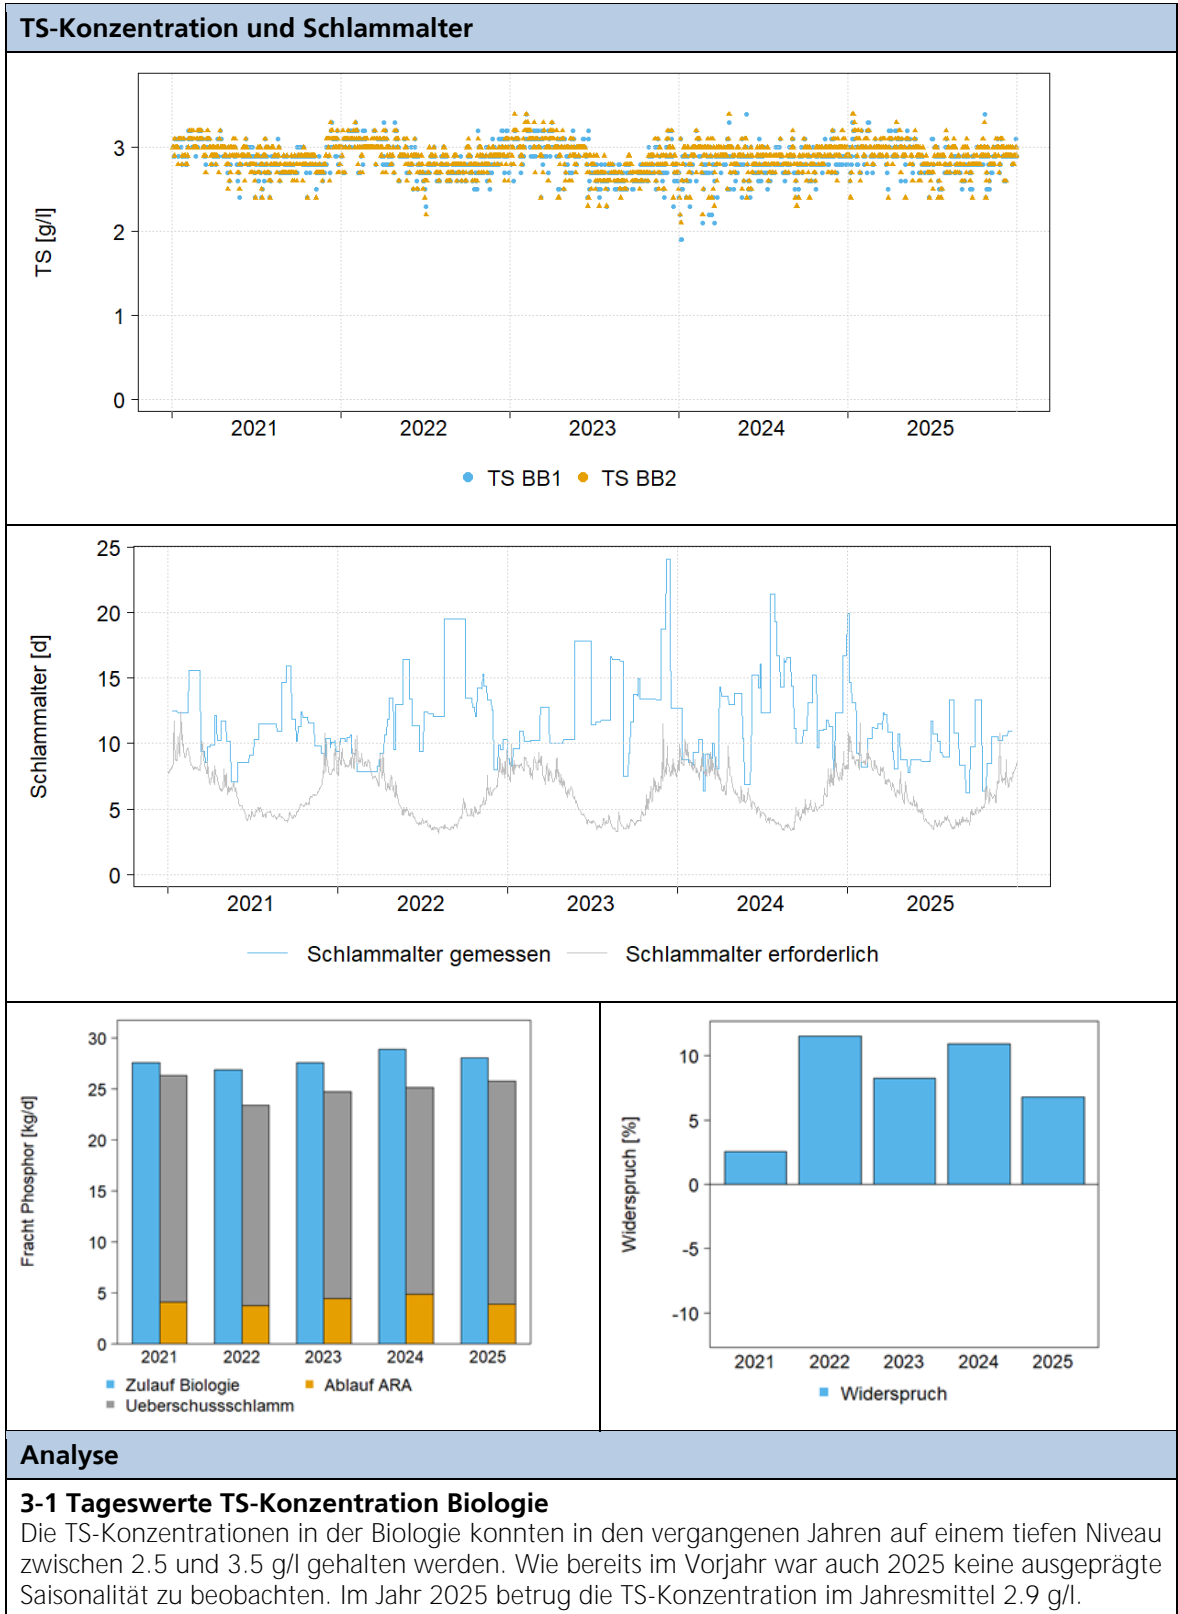 TS-Konzentration und Schlammalter
TS [g/l]
3
2
1
0
2021 2022 2023 2024 2025
TS BB1 TS BB2
Schlammalter [d]
25
20
15
10
5
0
2021 2022 2023 2024 2025
Schlammalter gemessen Schlammalter erforderlich
Fracht Phosphor [kg/d]
30
25
20
15
10
5
0
2021 2022 2023 2024 2025
Zulauf Biologie Ablauf ARA
Ueberschussschlamm
Widerspruch [%]
10
5
0
-5
-10
2021 2022 2023 2024 2025
Widerspruch
Analyse
3-1 Tageswerte TS-Konzentration Biologie
Die TS-Konzentrationen in der Biologie konnten in den vergangenen Jahren auf einem tiefen Niveau
zwischen 2.5 und 3.5 g/l gehalten werden. Wie bereits im Vorjahr war auch 2025 keine ausgeprägte
Saisonalität zu beobachten. Im Jahr 2025 betrug die TS-Konzentration im Jahresmittel 2.9 g/l.